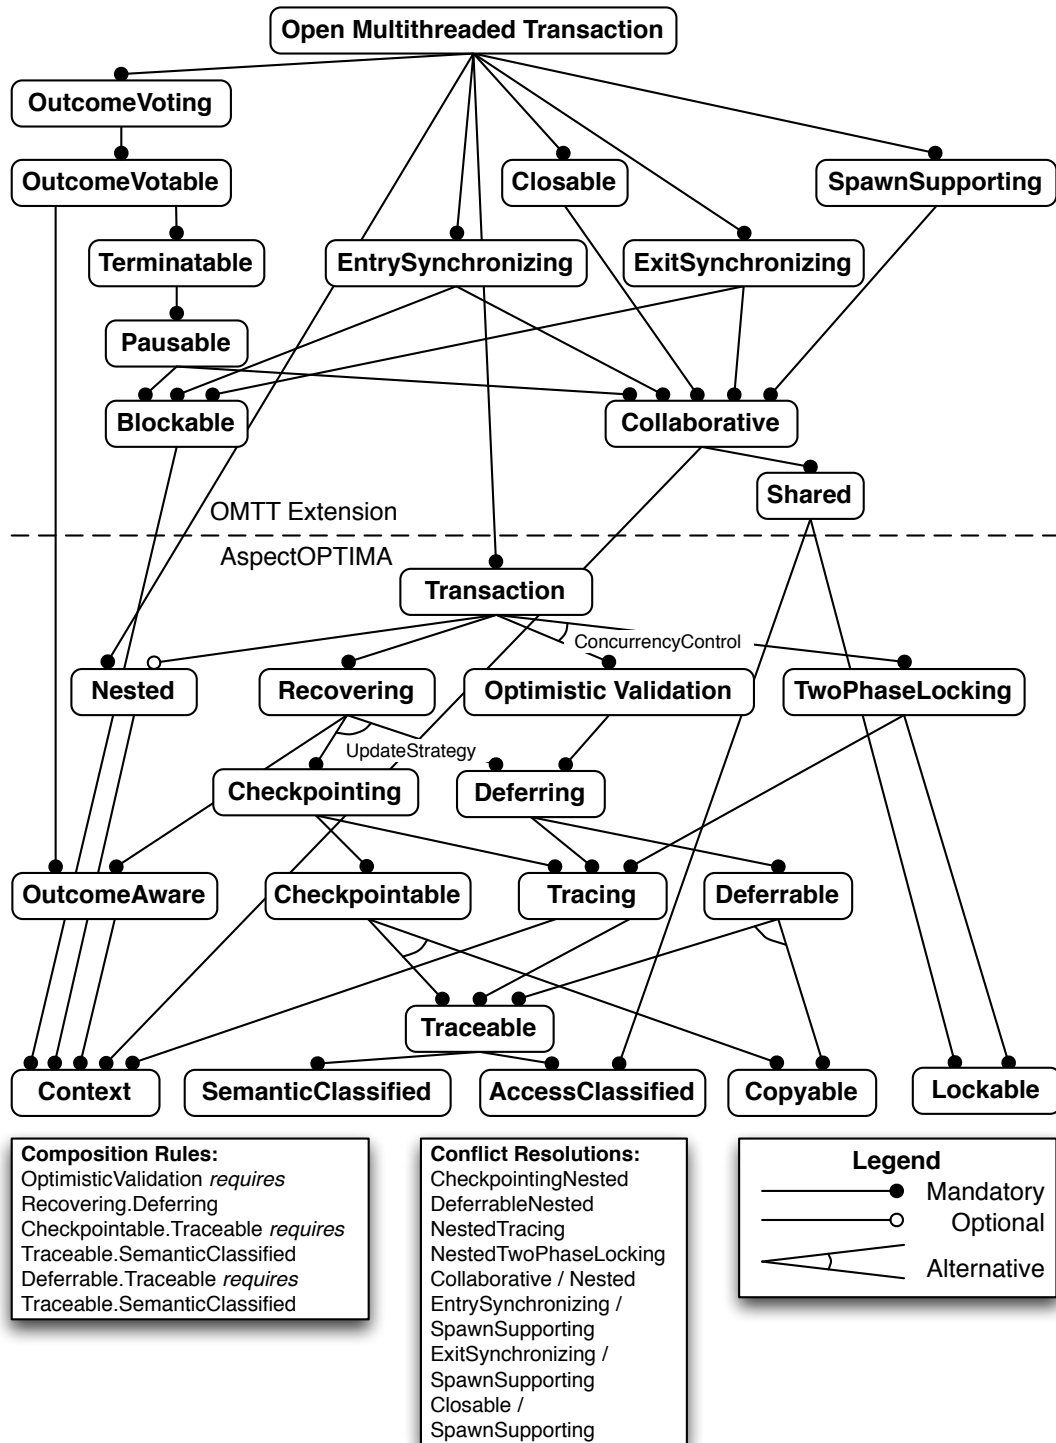 Open Multithreaded Transaction
OutcomeVoting
OutcomeVotable
Closable
SpawnSupporting
Terminatable
EntrySynchronizing
ExitSynchronizing
Pausable
Blockable
Collaborative
Shared
OMTT Extension
AspectOPTIMA
Transaction
ConcurrencyControl
Nested
Recovering
Optimistic Validation
TwoPhaseLocking
UpdateStrategy
Checkpointing
Deferring
OutcomeAware
Checkpointable
Tracing
Deferrable
Traceable
Context
SemanticClassified
AccessClassified
Copyable
Lockable
Composition Rules:
OptimisticValidation requires
Recovering.Deferring
Checkpointable.Traceable requires
Traceable.SemanticClassified
Deferrable.Traceable requires
Traceable.SemanticClassified
Conflict Resolutions:
CheckpointingNested
DeferrableNested
NestedTracing
NestedTwoPhaseLocking
Collaborative / Nested
EntrySynchronizing /
SpawnSupporting
ExitSynchronizing /
SpawnSupporting
Closable /
SpawnSupporting
Legend
Mandatory
Optional
Alternative